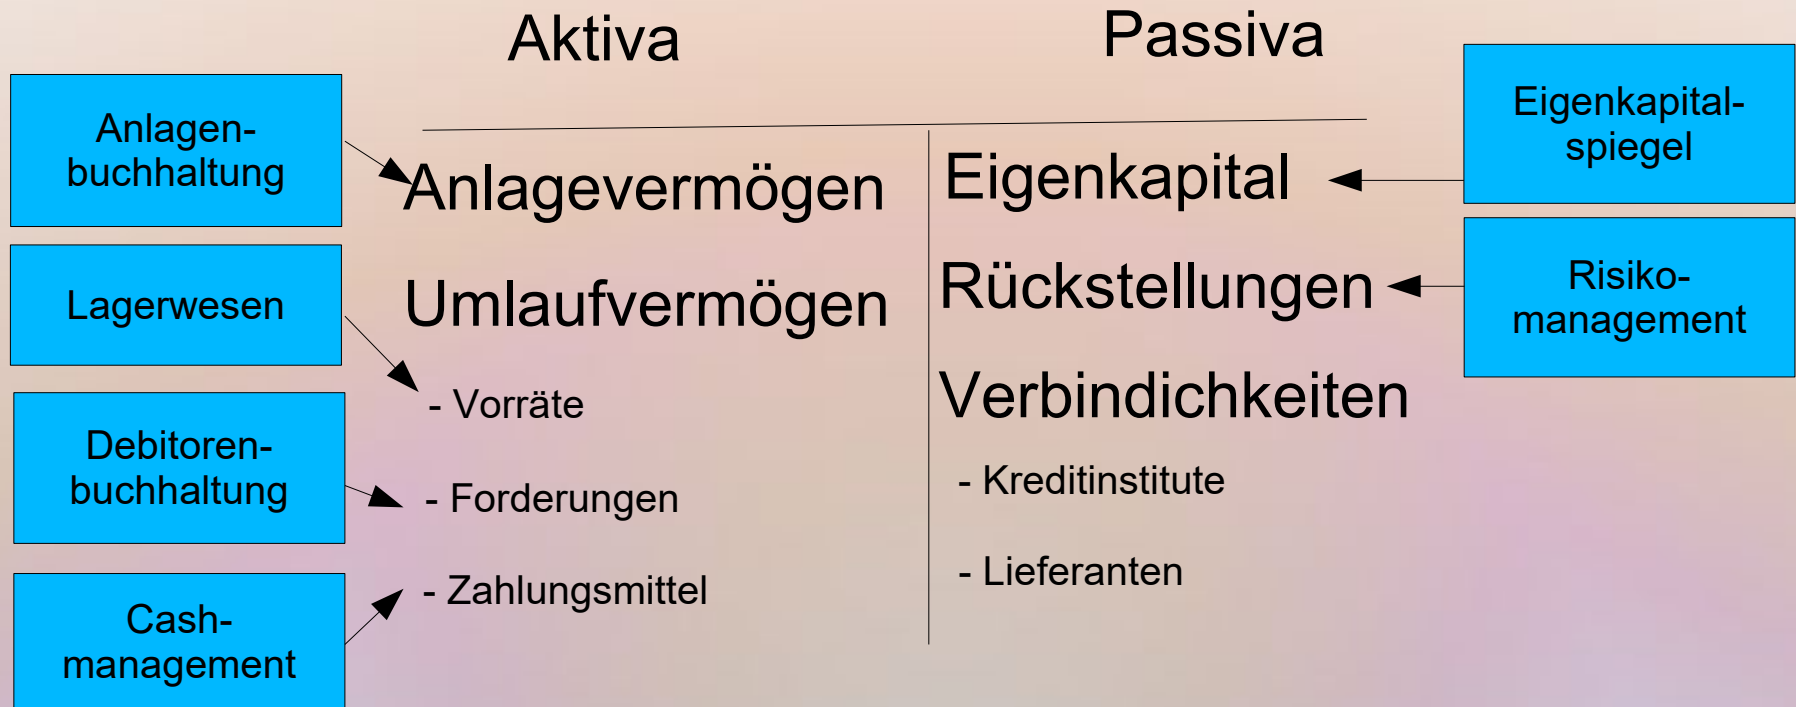 Aktiva
Passiva
Anlagen-
buchhaltung
Lagerwesen
Debitoren-
buchhaltung
Cash-
management
Anlagevermögen
Umlaufvermögen
- Vorräte
- Forderungen
- Zahlungsmittel
Eigenkapital
Rückstellungen
Verbindichkeiten
- Kreditinstitute
- Lieferanten
Eigenkapital-
spiegel
Risiko-
management